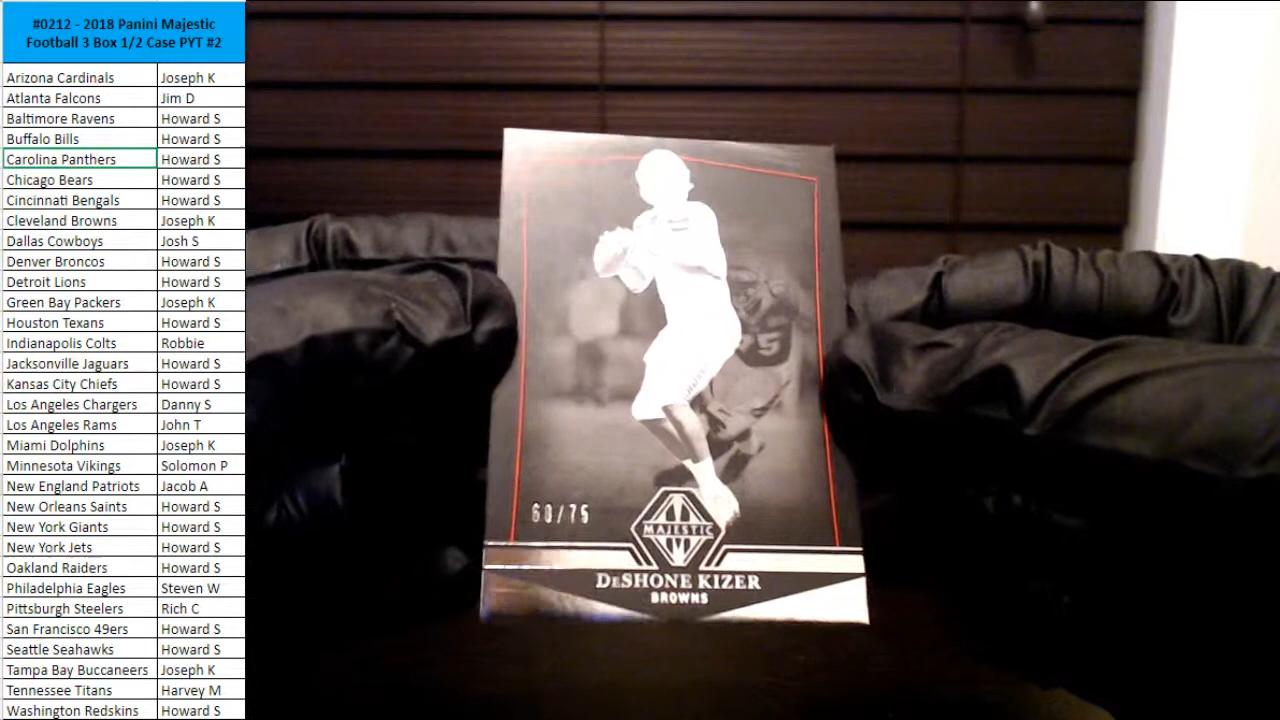 #0212 - 2018 Panini Majestic
Football 3 Box 1/2 Case PYT #2
Arizona Cardinals Joseph K
Atlanta Falcons Jim D
Baltimore Ravens Howard S
Buffalo Bills Howard S
Carolina Panthers Howard S
Chicago Bears Howard S
Cincinnati Bengals Howard S
Cleveland Browns Joseph K
Dallas Cowboys Josh S
Denver Broncos Howard S
Detroit Lions Howard S
Green Bay Packers Joseph K
Houston Texans Howard S
Indianapolis Colts Robbie
Jacksonville Jaguars Howard S
Kansas City Chiefs Howard S
Los Angeles Chargers Danny S
Los Angeles Rams John T
Miami Dolphins Joseph K
Minnesota Vikings Solomon P
New England Patriots Jacob A
New Orleans Saints Howard S
New York Giants Howard S
New York Jets Howard S
Oakland Raiders Howard S
Philadelphia Eagles Steven W
Pittsburgh Steelers Rich C
San Francisco 49ers Howard S
Seattle Seahawks Howard S
Tampa Bay Buccaneers Joseph K
Tennessee Titans Harvey M
Washington Redskins Howard S
60/75
MAJESTIC
DeSHONE KIZER
BROWNS